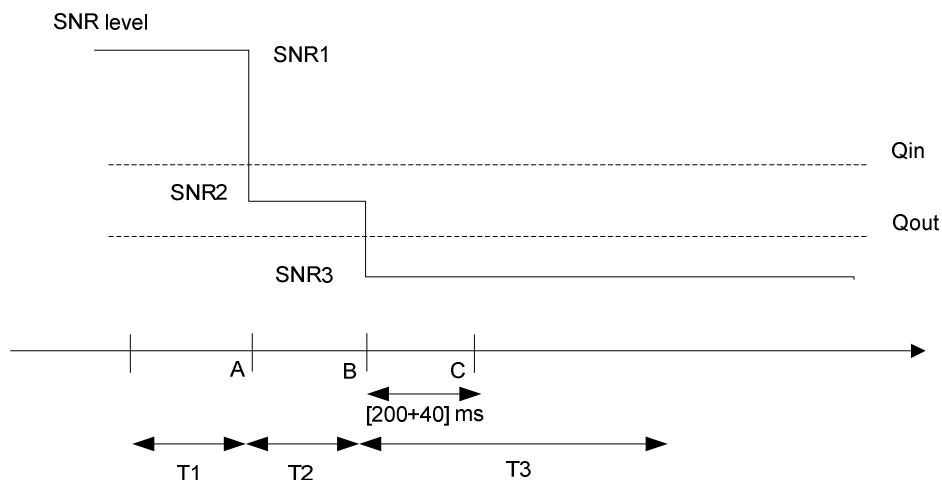 SNR level
SNR1
Qin
SNR2
Qout
SNR3
A
B
C
[200+40] ms
T1
T2
T3